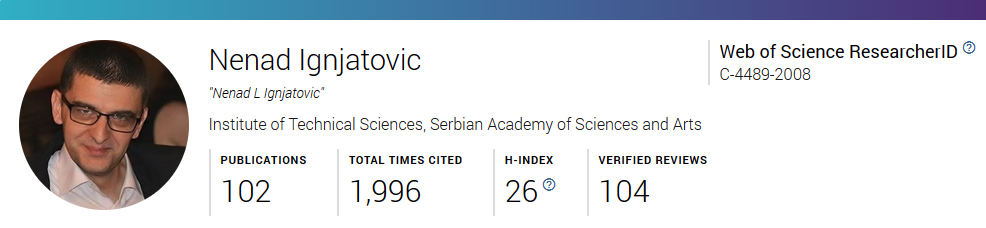 Nenad Ignjatovic
"Nenad L Ignjatovic"
Institute of Technical Sciences, Serbian Academy of Sciences and Arts
Web of Science ResearcherID ?
C-4489-2008
PUBLICATIONS TOTAL TIMES CITED H-INDEX VERIFIED REVIEWS
102 1,996 26 ? 104